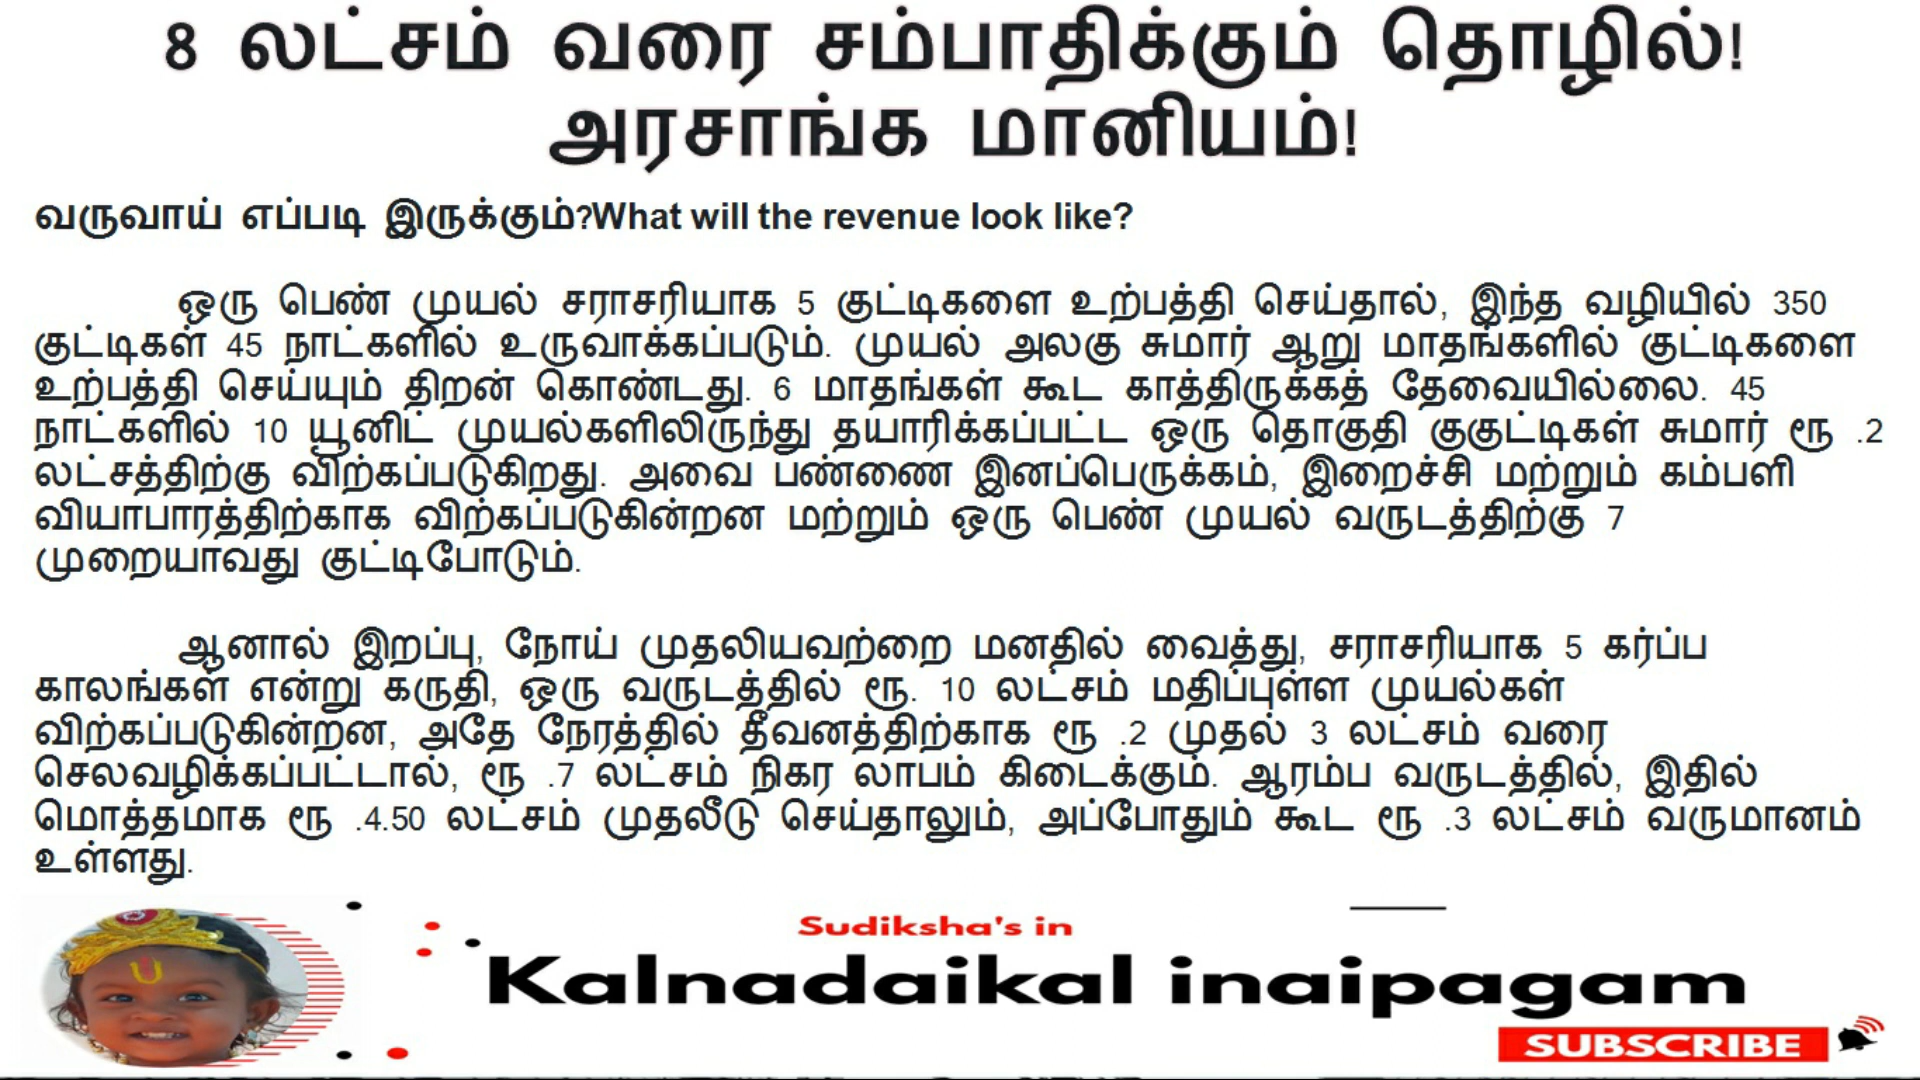 8 லட்சம் வரை சம்பாதிக்கும் தொழில்!
அரசாங்க மானியம்!
வருவாய் எப்படி இருக்கும்?What will the revenue look like?
ஒரு பெண் முயல் சராசரியாக 5 குட்டிகளை உற்பத்தி செய்தால், இந்த வழியில் 350
குட்டிகள் 45 நாட்களில் உருவாக்கப்படும். முயல் அலகு சுமார் ஆறு மாதங்களில் குட்டிகளை
உற்பத்தி செய்யும் திறன் கொண்டது. 6 மாதங்கள் கூட காத்திருக்கத் தேவையில்லை. 45
நாட்களில் 10 யூனிட் முயல்களிலிருந்து தயாரிக்கப்பட்ட ஒரு தொகுதி குகுட்டிகள் சுமார் ரூ .2
லட்சத்திற்கு விற்கப்படுகிறது. அவை பண்ணை இனப்பெருக்கம், இறைச்சி மற்றும் கம்பளி
வியாபாரத்திற்காக விற்கப்படுகின்றன மற்றும் ஒரு பெண் முயல் வருடத்திற்கு 7
முறையாவது குட்டிபோடும்.
ஆனால் இறப்பு, நோய் முதலியவற்றை மனதில் வைத்து, சராசரியாக 5 கர்ப்ப
காலங்கள் என்று கருதி, ஒரு வருடத்தில் ரூ. 10 லட்சம் மதிப்புள்ள முயல்கள்
விற்கப்படுகின்றன, அதே நேரத்தில் தீவனத்திற்காக ரூ .2 முதல் 3 லட்சம் வரை
செலவழிக்கப்பட்டால், ரூ .7 லட்சம் நிகர லாபம் கிடைக்கும். ஆரம்ப வருடத்தில், இதில்
மொத்தமாக ரூ .4.50 லட்சம் முதலீடு செய்தாலும், அப்போதும் கூட ரூ .3 லட்சம் வருமானம்
உள்ளது.
Sudiksha's in
Kalnadaikal inaipagam
SUBSCRIBE